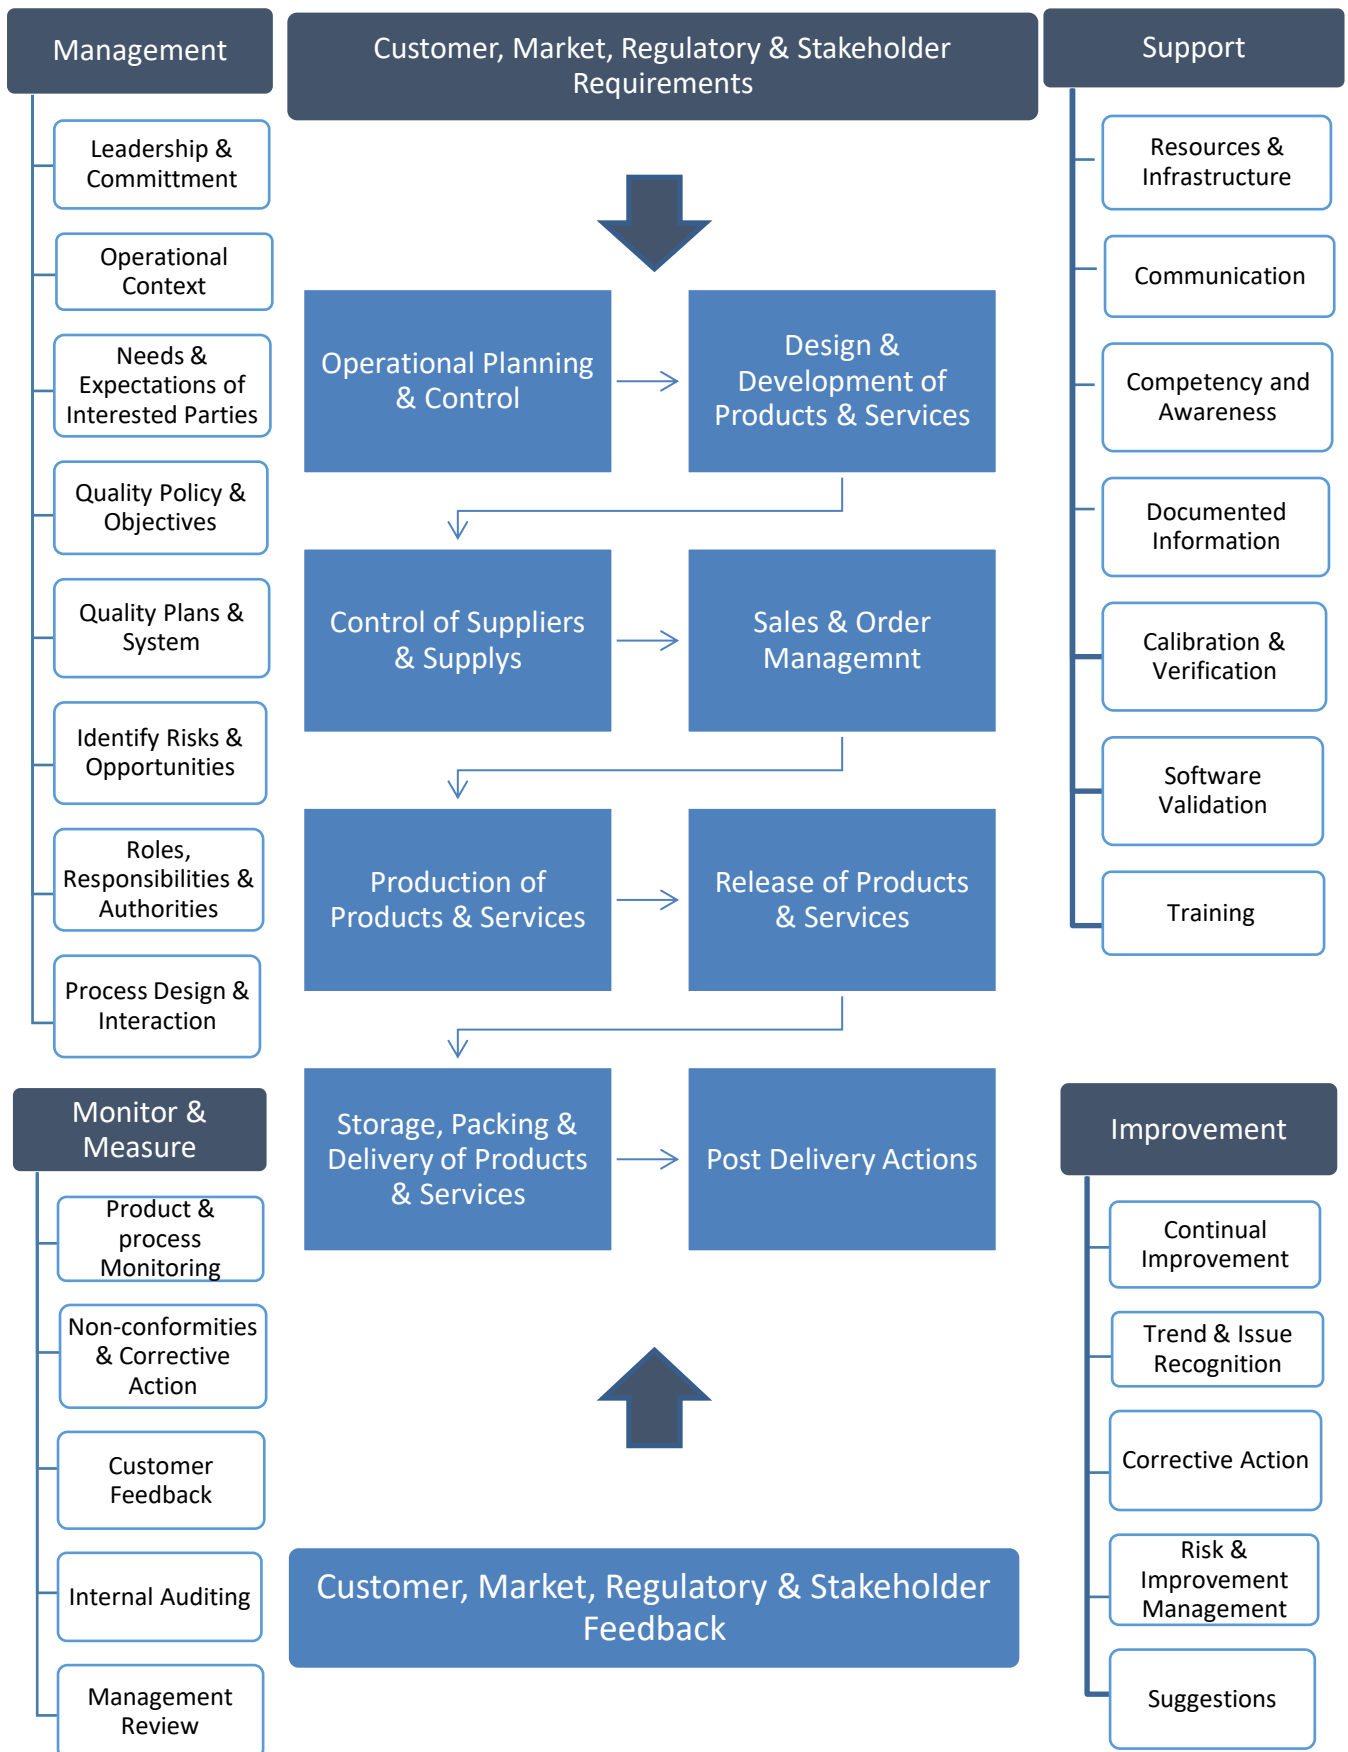 Management
Leadership &
Committment
Operational
Context
Needs &
Expectations of
Interested Parties
Quality Policy &
Objectives
Quality Plans &
System
Identify Risks &
Opportunities
Roles,
Responsibilities &
Authorities
Process Design &
Interaction
Monitor &
Measure
Product &
process
Monitoring
Non-conformities
& Corrective
Action
Customer
Feedback
Internal Auditing
Management
Review
Customer, Market, Regulatory & Stakeholder
Requirements
Operational Planning
& Control
Design &
Development of
Products & Services
Control of Suppliers
& Supplys
Sales & Order
Managemnt
Production of
Products & Services
Release of Products
& Services
Storage, Packing &
Delivery of Products
& Services
Post Delivery Actions
Customer, Market, Regulatory & Stakeholder
Feedback
Support
Resources &
Infrastructure
Communication
Competency and
Awareness
Documented
Information
Calibration &
Verification
Software
Validation
Training
Improvement
Continual
Improvement
Trend & Issue
Recognition
Corrective Action
Risk &
Improvement
Management
Suggestions